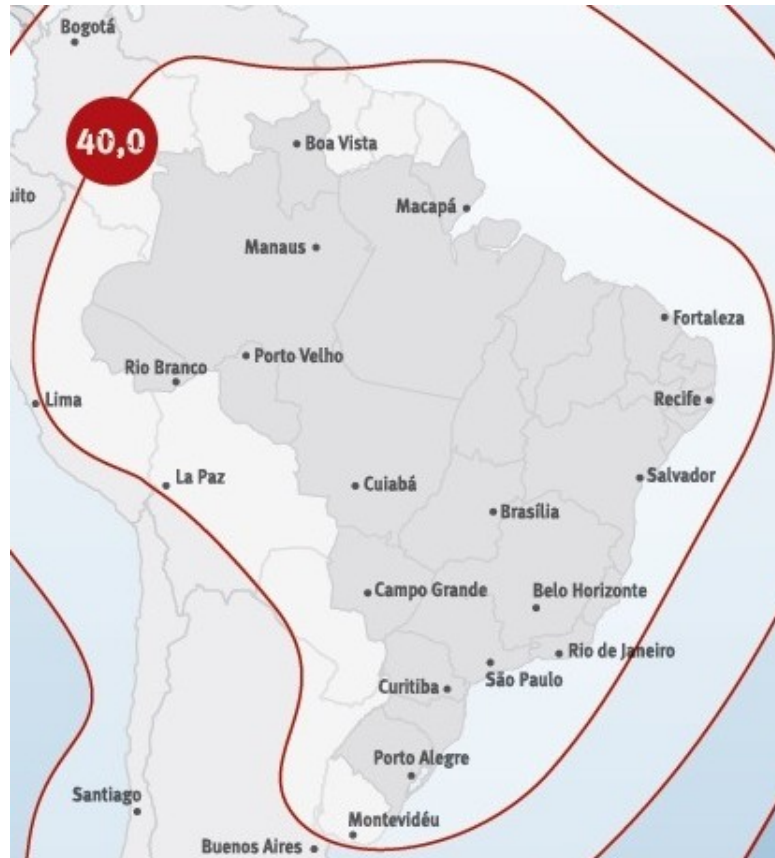 Bogotá
40,0
Boa Vista
uito
Macapá
Manaus
Fortaleza
Porto Velho
Rio Branco
Lima
Recife
La Paz
Cuiabá
Salvador
Brasília
Campo Grande
Belo Horizonte
Rio de Janeiro
São Paulo
Curitiba
Porto Alegre
Santiago
Montevidéu
Buenos Aires